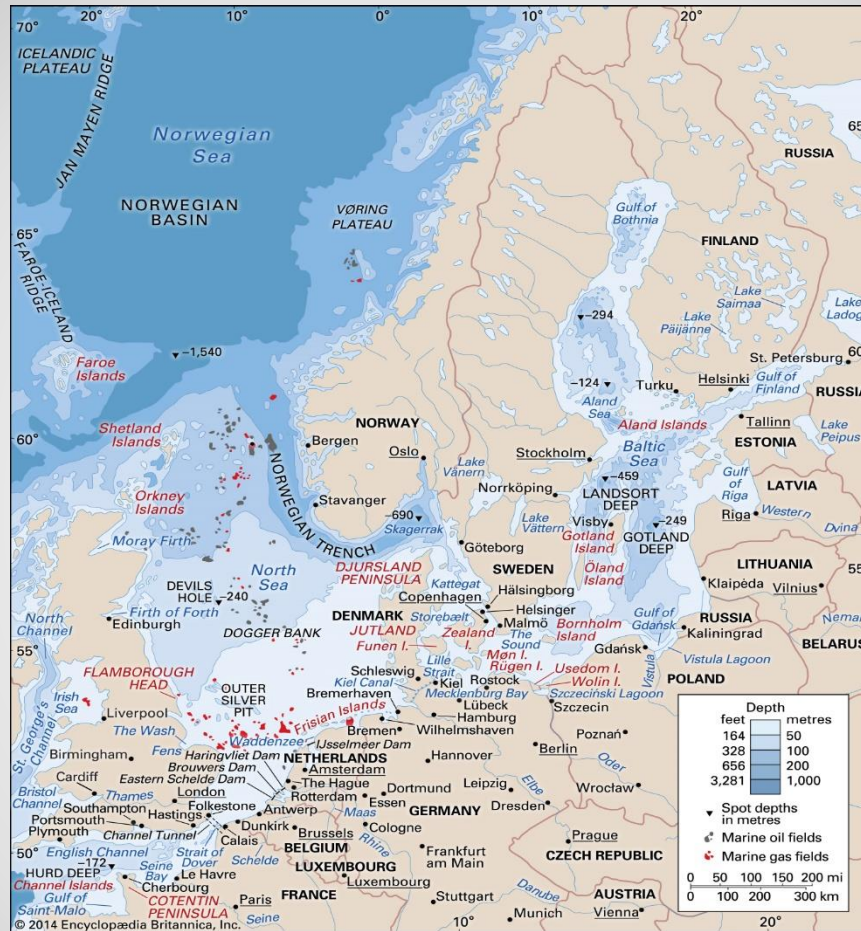 70°
20°
10°
0°
10°
20°
70°
ICELANDIC
PLATEAU
JAN MAYEN RIDGE
Norwegian
Sea
NORWEGIAN
BASIN
VØRING
PLATEAU
65°
65
RUSSIA
Gulf of
Bothnia
FINLAND
FAROE-ICELAND
RIDGE
Lake
Saimaa
Lake
Ladog
Lake
Päijänne
-294
-1,540
Faroe
Islands
St. Petersburg
60
-124
Turku
Helsinki
Gulf of
Finland
Åland
Sea
RUSSIA
Shetland
Islands
NORWAY
Aland Islands
Tallinn
60°
Bergen
Oslo
Stockholm
Baltic
Sea
ESTONIA
Lake
Peipus
Lake
Vänern
NORWEGIAN TRENCH
Orkney
Islands
Stavanger
Norrköping
-459
LANDSORT
DEEP
Gulf
of
Riga
LATVIA
-690
Skagerrak
Lake
Vättern
Visby
-249
GOTLAND
DEEP
Riga
Western
Dvina
Moray Firth
Göteborg
Gotland
Island
North
Sea
DJURSLAND
PENINSULA
SWEDEN
Öland
Island
LITHUANIA
Kattegat
Hälsingborg
Klaipėda
Vilnius
DEVILS
HOLE
-240
Copenhagen
Helsinger
North
Channel
Firth of Forth
Edinburgh
DENMARK
Storebælt
Malmö
Bornholm
Island
Gulf of
Gdańsk
RUSSIA
Kaliningrad
Neman
DOGGER BANK
JUTLAND
Zealand
I.
The
Sound
Gdańsk
BELARUS
55°
55°
Funen I.
Møn I.
Rügen I.
Vistula
Vistula Lagoon
FLAMBOROUGH
HEAD
Schleswig
Lille
Strait
Rostock
Usedom I.
Wolin I.
POLAND
Kiel Canal
Kiel
Irish
Sea
OUTER
SILVER
PIT
Bremerhaven
Mecklenburg Bay
Szczeciński Lagoon
Liverpool
Frisian Islands
Lübeck
Szczecin
St. George's
Channel
The Wash
Bremen
Hamburg
Wilhelmshaven
Poznań
Waddenzee
IJsselmeer Dam
Birmingham
Fens
Haringvliet Dam
NETHERLANDS
Hannover
Berlin
Brouwers Dam
Oder
Cardiff
Eastern Schelde Dam
Amsterdam
London
The Hague
Elbe
Bristol
Channel
Thames
Rotterdam
Dortmund
Leipzig
Wrocław
Southampton
Folkestone
Essen
Dresden
Portsmouth
Hastings
Antwerp
Maas
GERMANY
Plymouth
Channel Tunnel
Dunkirk
Cologne
Calais
Brussels
Prague
50°
English Channel
Strait of
Dover
BELGIUM
Rhine
-172
HURD DEEP
Seine
Bay
Schelde
Frankfurt
am Main
CZECH REPUBLIC
LUXEMBOURG
Le Havre
Channel Islands
Cherbourg
Luxembourg
Gulf of
Saint-Malo
COTENTIN
PENINSULA
Paris
FRANCE
Stuttgart
Danube
AUSTRIA
Seine
10°
Munich
Vienna
20°
Depth
feet metres
164 50
328 100
656 200
3,281 1,000
Spot depths
in metres
Marine oil fields
Marine gas fields
0 50 100 150 200 mi
0 100 200 300 km
© 2014 Encyclopædia Britannica, Inc.